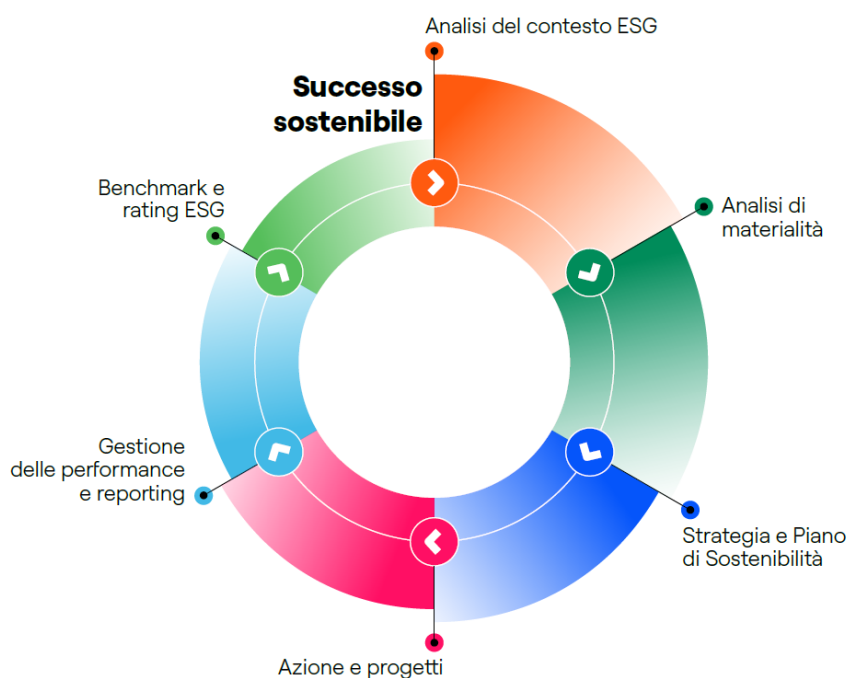 Analisi del contesto ESG
Successo
sostenibile
Analisi di
materialità
Strategia e Piano
di Sostenibilità
Azione e progetti
Gestione
delle performance
e reporting
Benchmark e
rating ESG